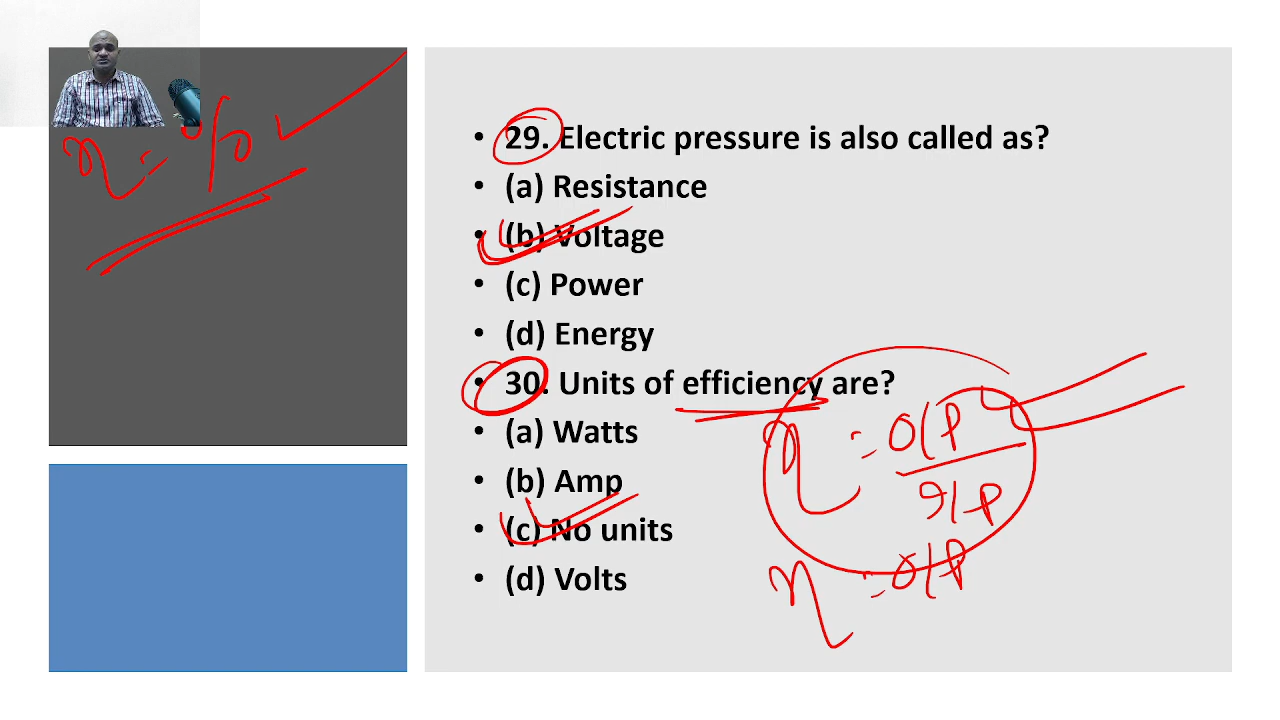 η = %
• 29. Electric pressure is also called as?
• (a) Resistance
• (b) Voltage
• (c) Power
• (d) Energy
• 30. Units of efficiency are?
• (a) Watts
• (b) Amp
• (c) No units
• (d) Volts
η = O/P
I/P
η = O/P